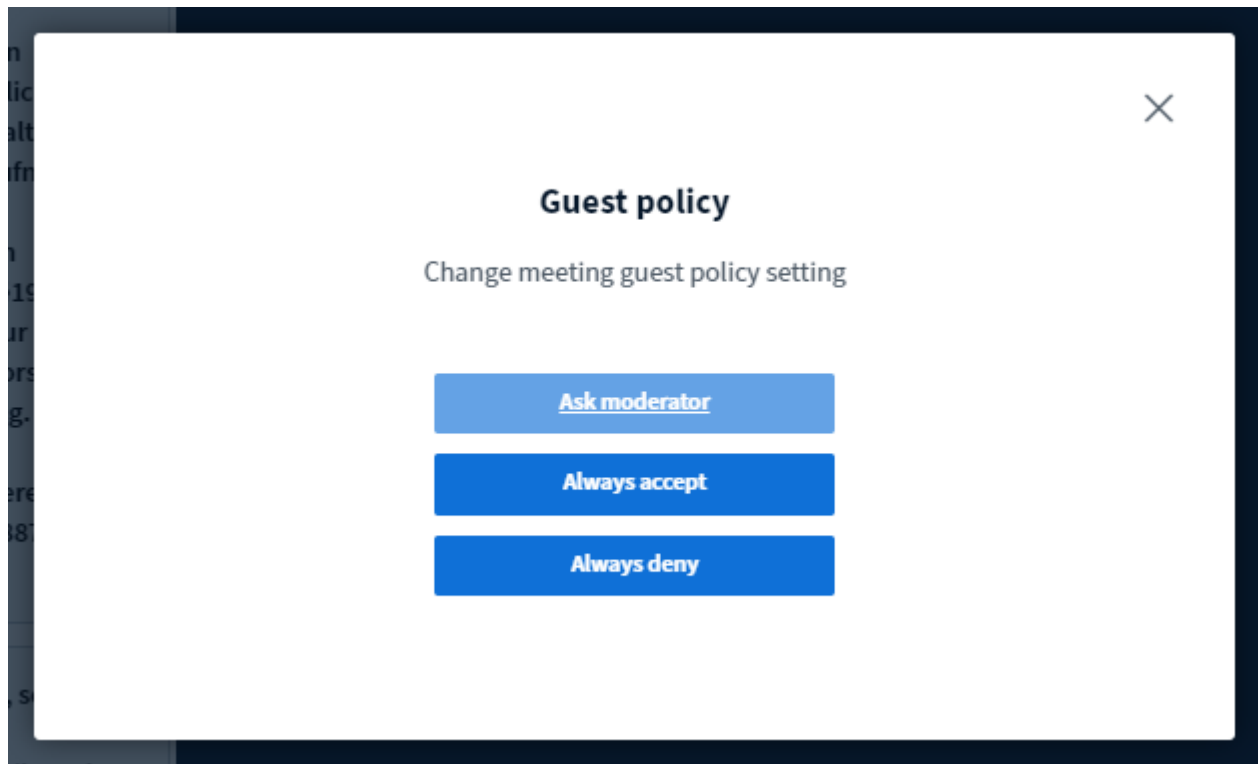 Guest policy
Change meeting guest policy setting
Ask moderator
Always accept
Always deny